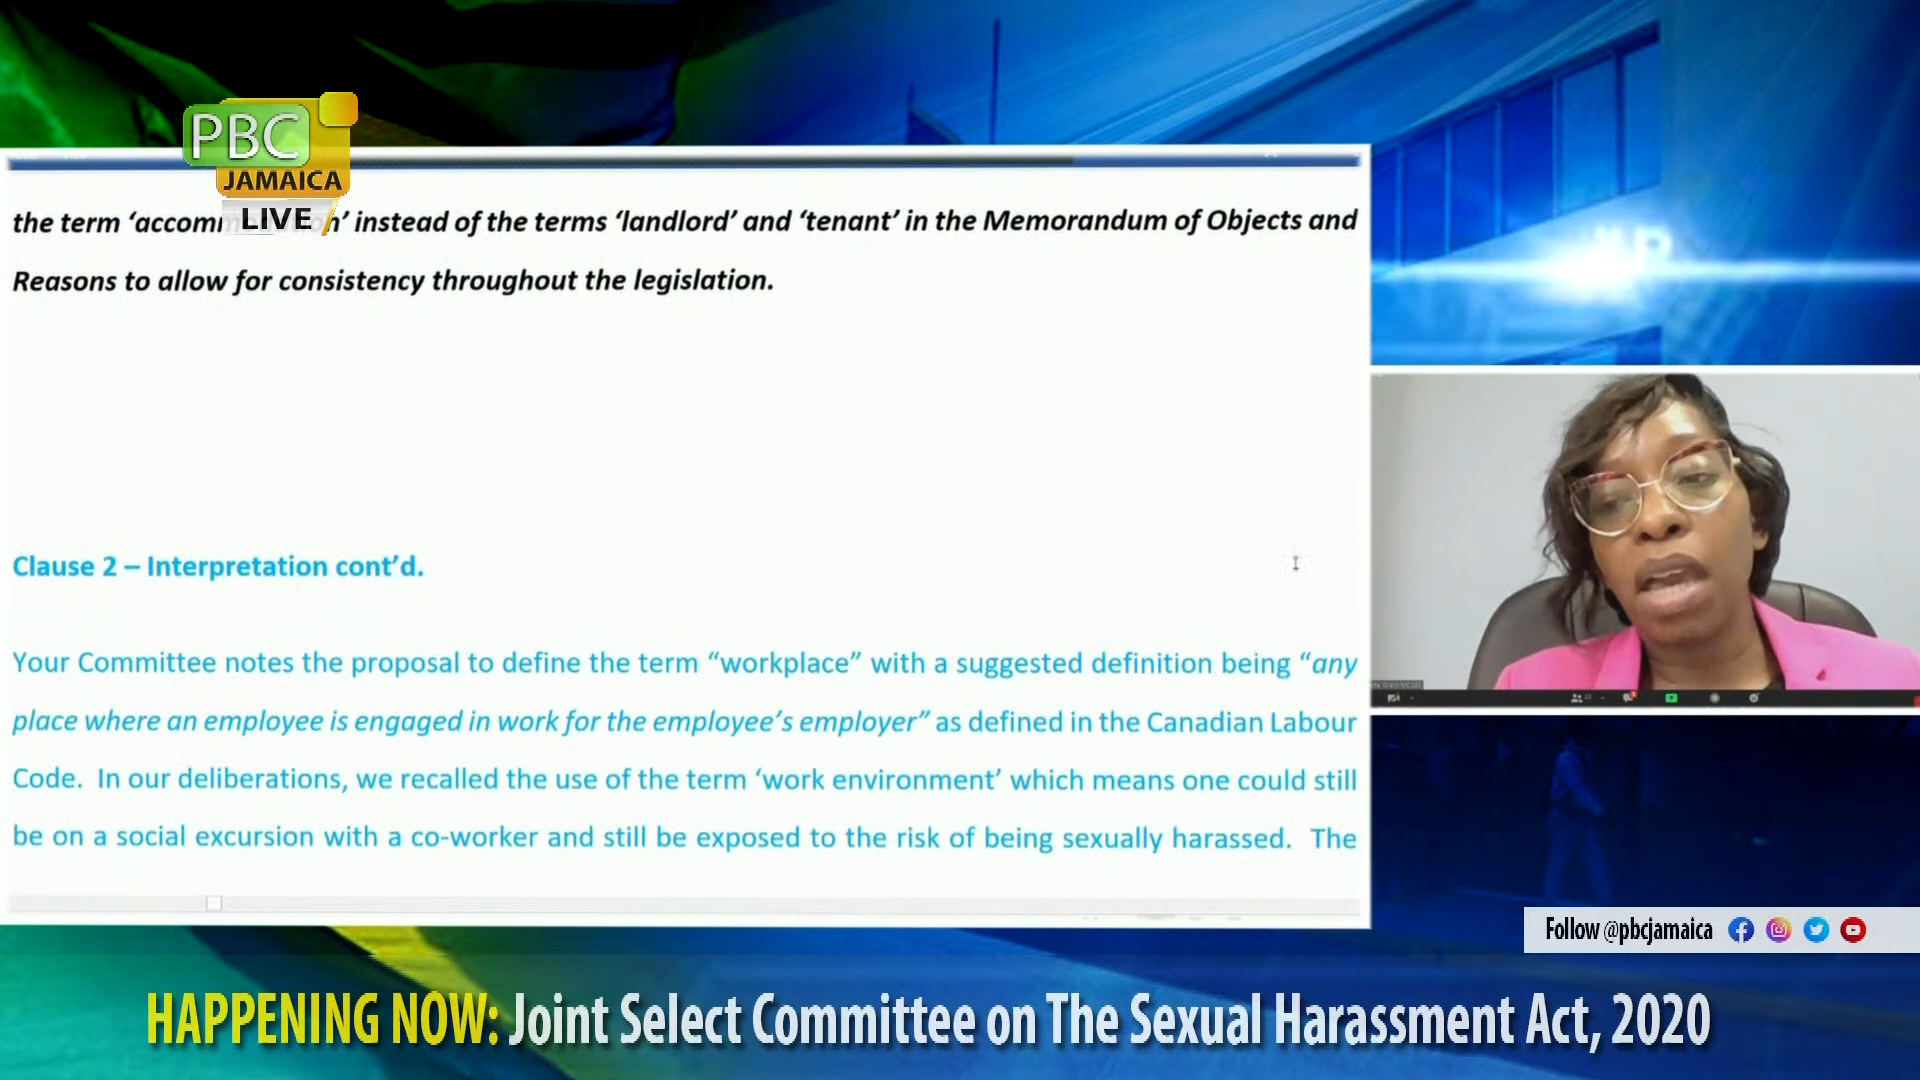 PBC
JAMAICA
LIVE
the term ‘accom n’ instead of the terms ‘landlord’ and ‘tenant’ in the Memorandum of Objects and
Reasons to allow for consistency throughout the legislation.
Clause 2 – Interpretation cont’d.
Your Committee notes the proposal to define the term “workplace” with a suggested definition being “any
place where an employee is engaged in work for the employee’s employer” as defined in the Canadian Labour
Code. In our deliberations, we recalled the use of the term ‘work environment’ which means one could still
be on a social excursion with a co-worker and still be exposed to the risk of being sexually harassed. The
Follow @pbcjamaica
HAPPENING NOW: Joint Select Committee on The Sexual Harassment Act, 2020